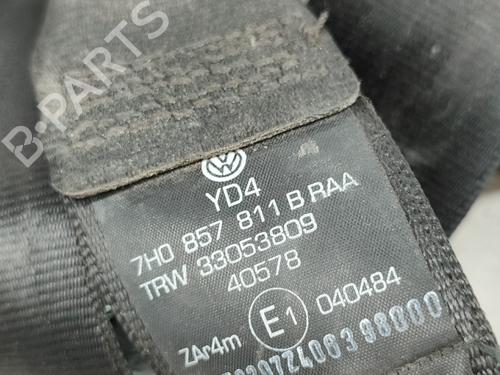 B-PARTS
YD4
7H0 857 811 B RAA
TRW 33053809
40578
ZAr4m E1 040484